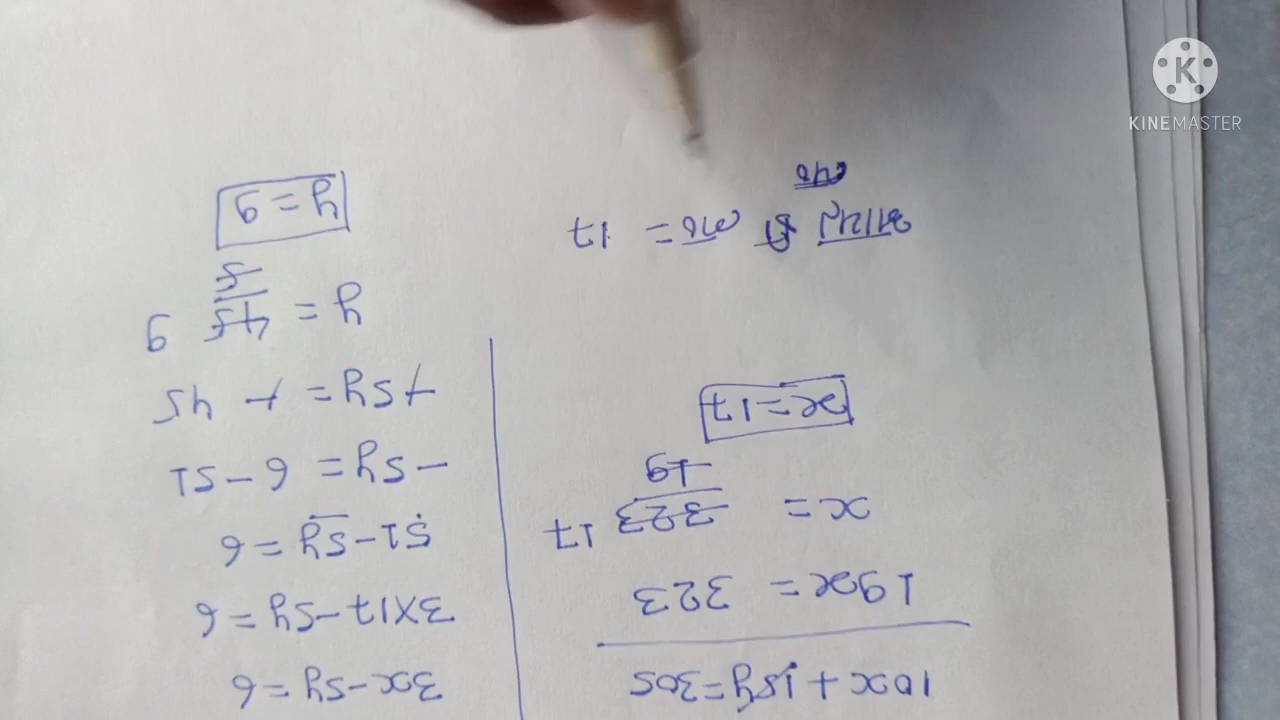 10x + 15y = 305
19x = 323
x = 323/19 17
x = 17
= 17
3x - 5y = 6
3×17 - 5y = 6
51 - 5y = 6
- 5y = 6 - 51
+ 5y = + 45
y = 45/5 9
y = 9
KINEMASTER